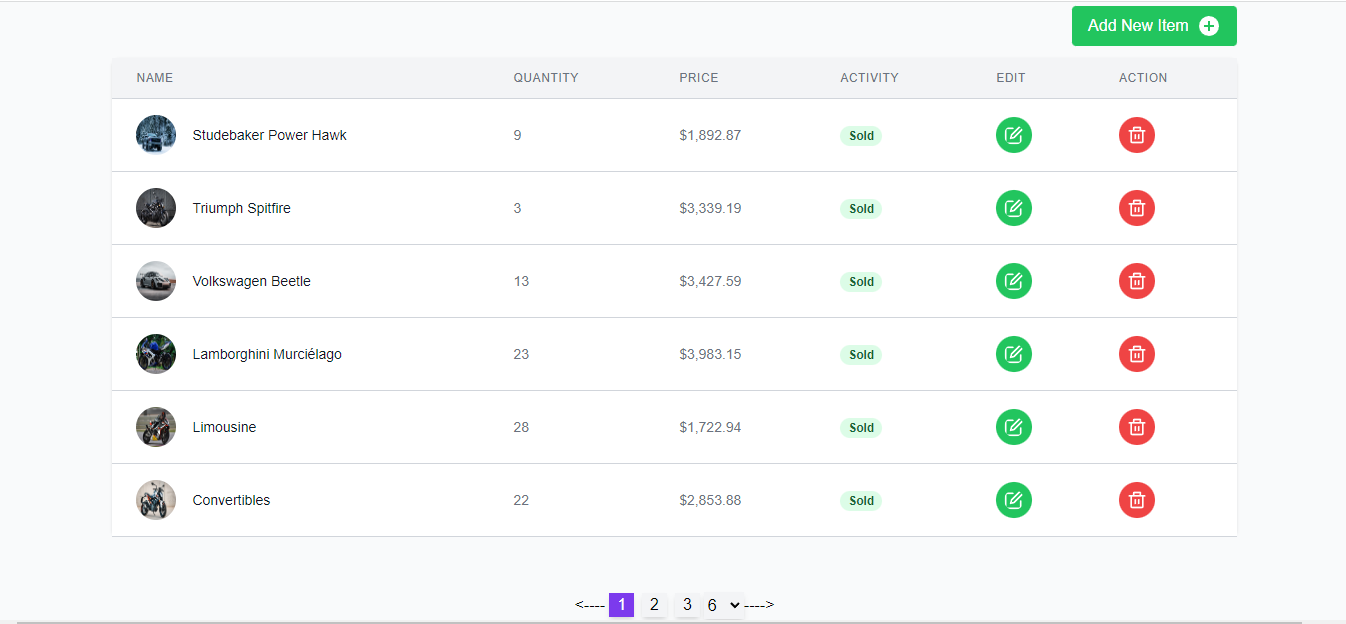 Add New Item
NAME QUANTITY PRICE ACTIVITY EDIT ACTION
Studebaker Power Hawk 9 $1,892.87 Sold
Triumph Spitfire 3 $3,339.19 Sold
Volkswagen Beetle 13 $3,427.59 Sold
Lamborghini Murciélago 23 $3,983.15 Sold
Limousine 28 $1,722.94 Sold
Convertibles 22 $2,853.88 Sold
<---- 1 2 3 6 ---->